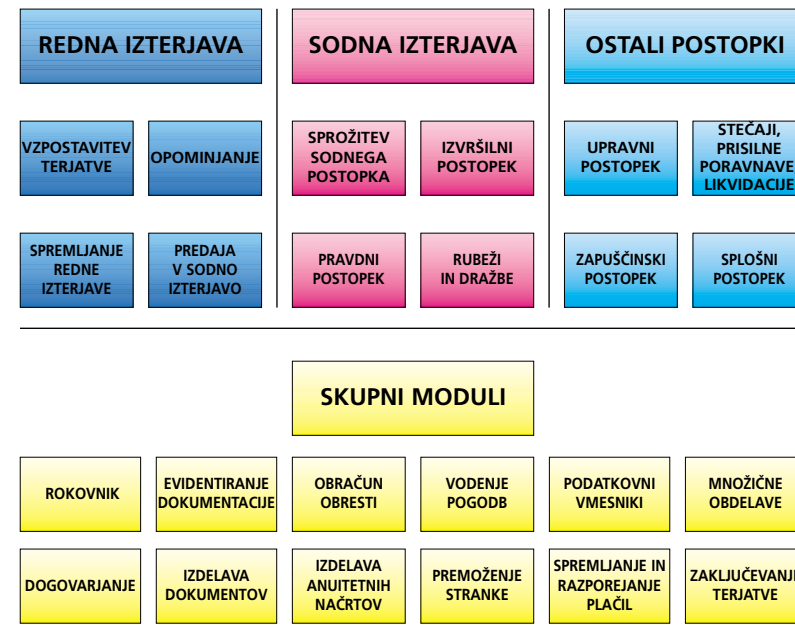 REDNA IZTERJAVA
SODNA IZTERJAVA
OSTALI POSTOPKI
VZPOSTAVITEV
TERJATVE
OPOMINJANJE
SPROŽITEV
SODNEGA
POSTOPKA
IZVRŠILNI
POSTOPEK
UPRAVNI
POSTOPEK
STEČAJI,
PRISILNE
PORAVNAVE
LIKVIDACIJE
SPREMLJANJE
REDNE
IZTERJAVE
PREDAJA
V SODNO
IZTERJAVO
PRAVDNI
POSTOPEK
RUBEŽI
IN DRAŽBE
ZAPUŠČINSKI
POSTOPEK
SPLOŠNI
POSTOPEK
SKUPNI MODULI
ROKOVNIK
EVIDENTIRANJE
DOKUMENTACIJE
OBRAČUN
OBRESTI
VODENJE
POGODB
PODATKOVNI
VMESNIKI
MNOŽIČNE
OBDELAVE
DOGOVARJANJE
IZDELAVA
DOKUMENTOV
IZDELAVA
ANUITETNIH
NAČRTOV
PREMOŽENJE
STRANKE
SPREMLJANJE IN
RAZPOREJANJE
PLAČIL
ZAKLJUČEVANJE
TERJATVE